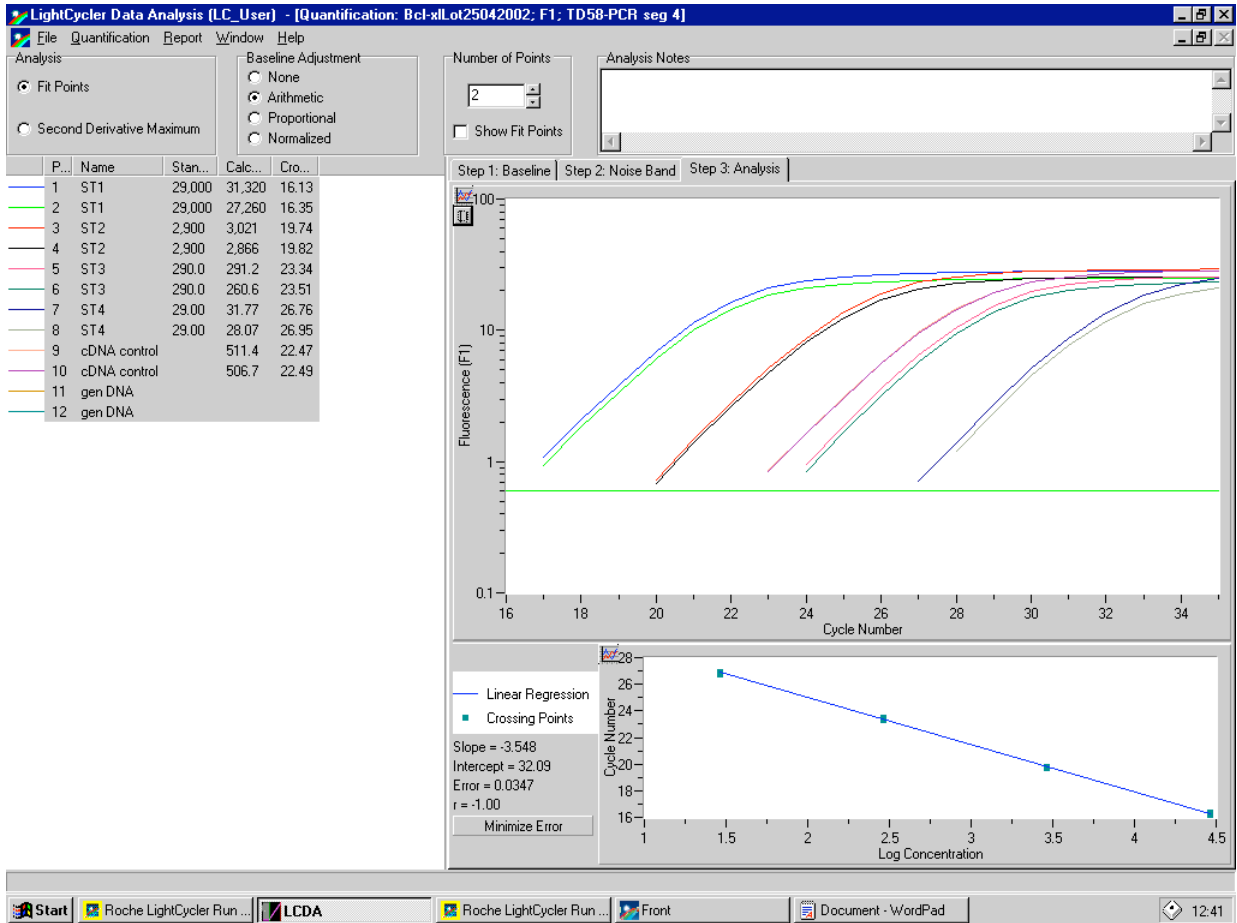 LightCycler Data Analysis (LC_User) - [Quantification: Bcl-xlLot25042002; F1; TD58-PCR seg 4]
File Quantification Report Window Help
Analysis
Fit Points
Second Derivative Maximum
Baseline Adjustment
None
Arithmetic
Proportional
Normalized
Number of Points
2
Show Fit Points
Analysis Notes
P... Name Stan... Calc... Cro...
1 ST1 29,000 31,320 16.13
2 ST1 29,000 27,260 16.35
3 ST2 2,900 3,021 19.74
4 ST2 2,900 2,866 19.82
5 ST3 290.0 291.2 23.34
6 ST3 290.0 260.6 23.51
7 ST4 29.00 31.77 26.76
8 ST4 29.00 28.07 26.95
9 cDNA control 511.4 22.47
10 cDNA control 506.7 22.49
11 gen DNA
12 gen DNA
Step 1: Baseline Step 2: Noise Band Step 3: Analysis
100
10
1
0.1
Fluorescence (F1)
16 18 20 22 24 26 28 30 32 34
Cycle Number
Linear Regression
Crossing Points
Slope = -3.548
Intercept = 32.09
Error = 0.0347
r = -1.00
Minimize Error
28
26
24
22
20
18
16
Cycle Number
1 1.5 2 2.5 3 3.5 4 4.5
Log Concentration
Start Roche LightCycler Run ... LCDA Roche LightCycler Run ... Front Document - WordPad 12:41